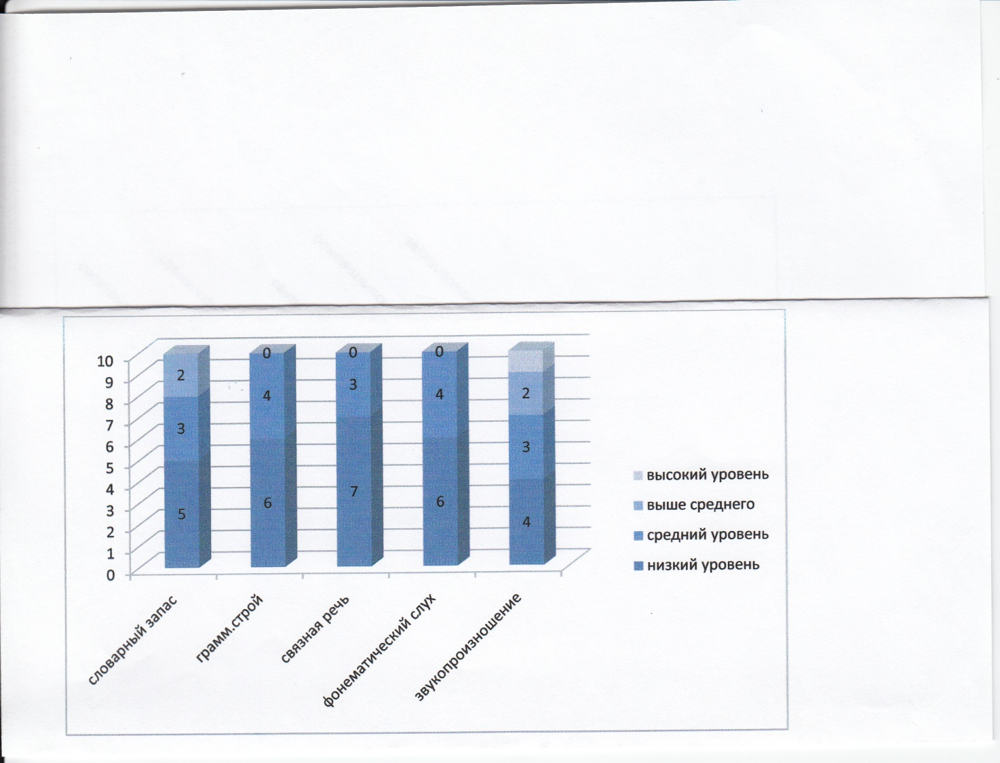 10
9
8
7
6
5
4
3
2
1
0
2
3
5
0
4
6
0
3
7
0
4
6
2
3
4
словарный запас
грамм.строй
связная речь
фонематический слух
звукопроизношение
высокий уровень
выше среднего
средний уровень
низкий уровень